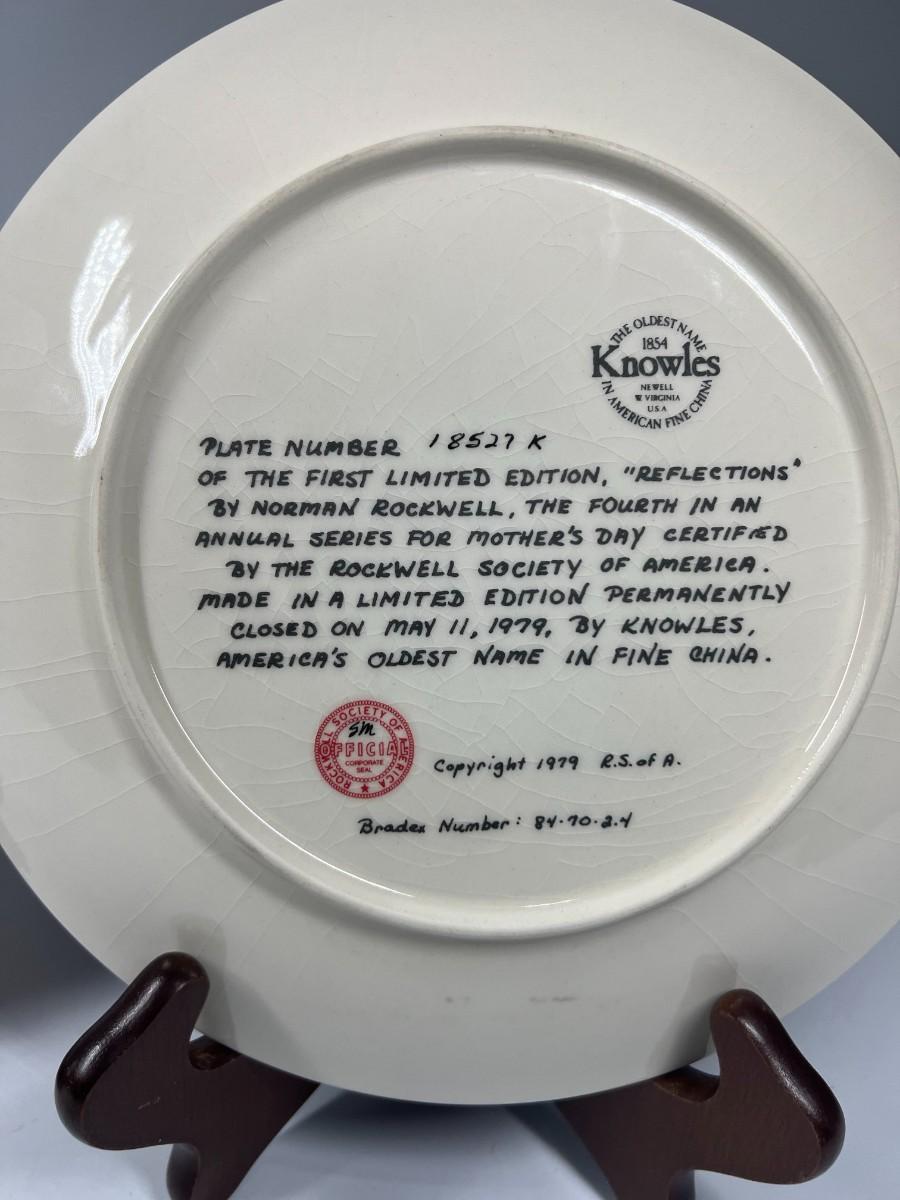 THE OLDEST NAME
1854
Knowles
NEWELL
W VIRGINIA
U.S.A
IN AMERICAN FINE CHINA
PLATE NUMBER 18527 K
OF THE FIRST LIMITED EDITION, "REFLECTIONS"
BY NORMAN ROCKWELL, THE FOURTH IN AN
ANNUAL SERIES FOR MOTHER'S DAY CERTIFIED
BY THE ROCKWELL SOCIETY OF AMERICA.
MADE IN A LIMITED EDITION PERMANENTLY
CLOSED ON MAY 11, 1979, BY KNOWLES,
AMERICA'S OLDEST NAME IN FINE CHINA.
ROCKWELL SOCIETY OF AMERICA
SM
OFFICIAL
CORPORATE
SEAL
Copyright 1979 R.S. of A.
Bradex Number: 84-70-2.4